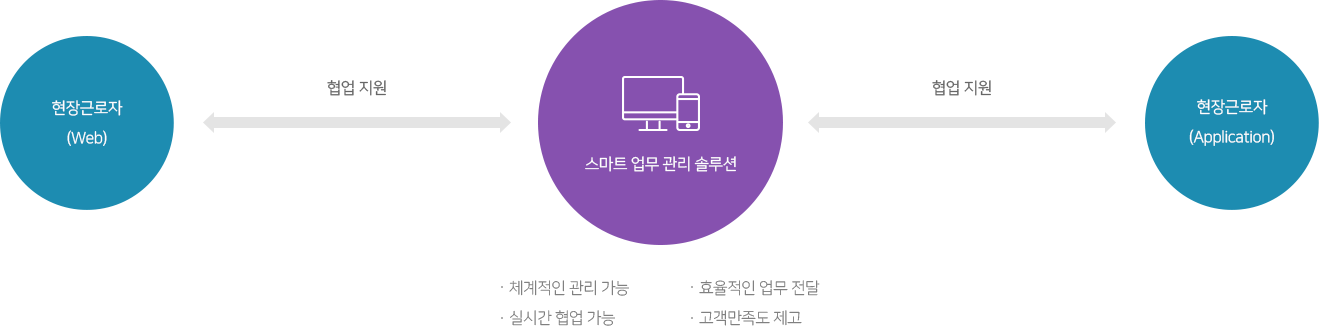 현장근로자
(Web)
협업 지원
스마트 업무 관리 솔루션
협업 지원
현장근로자
(Application)
· 체계적인 관리 가능
· 효율적인 업무 전달
· 실시간 협업 가능
· 고객만족도 제고